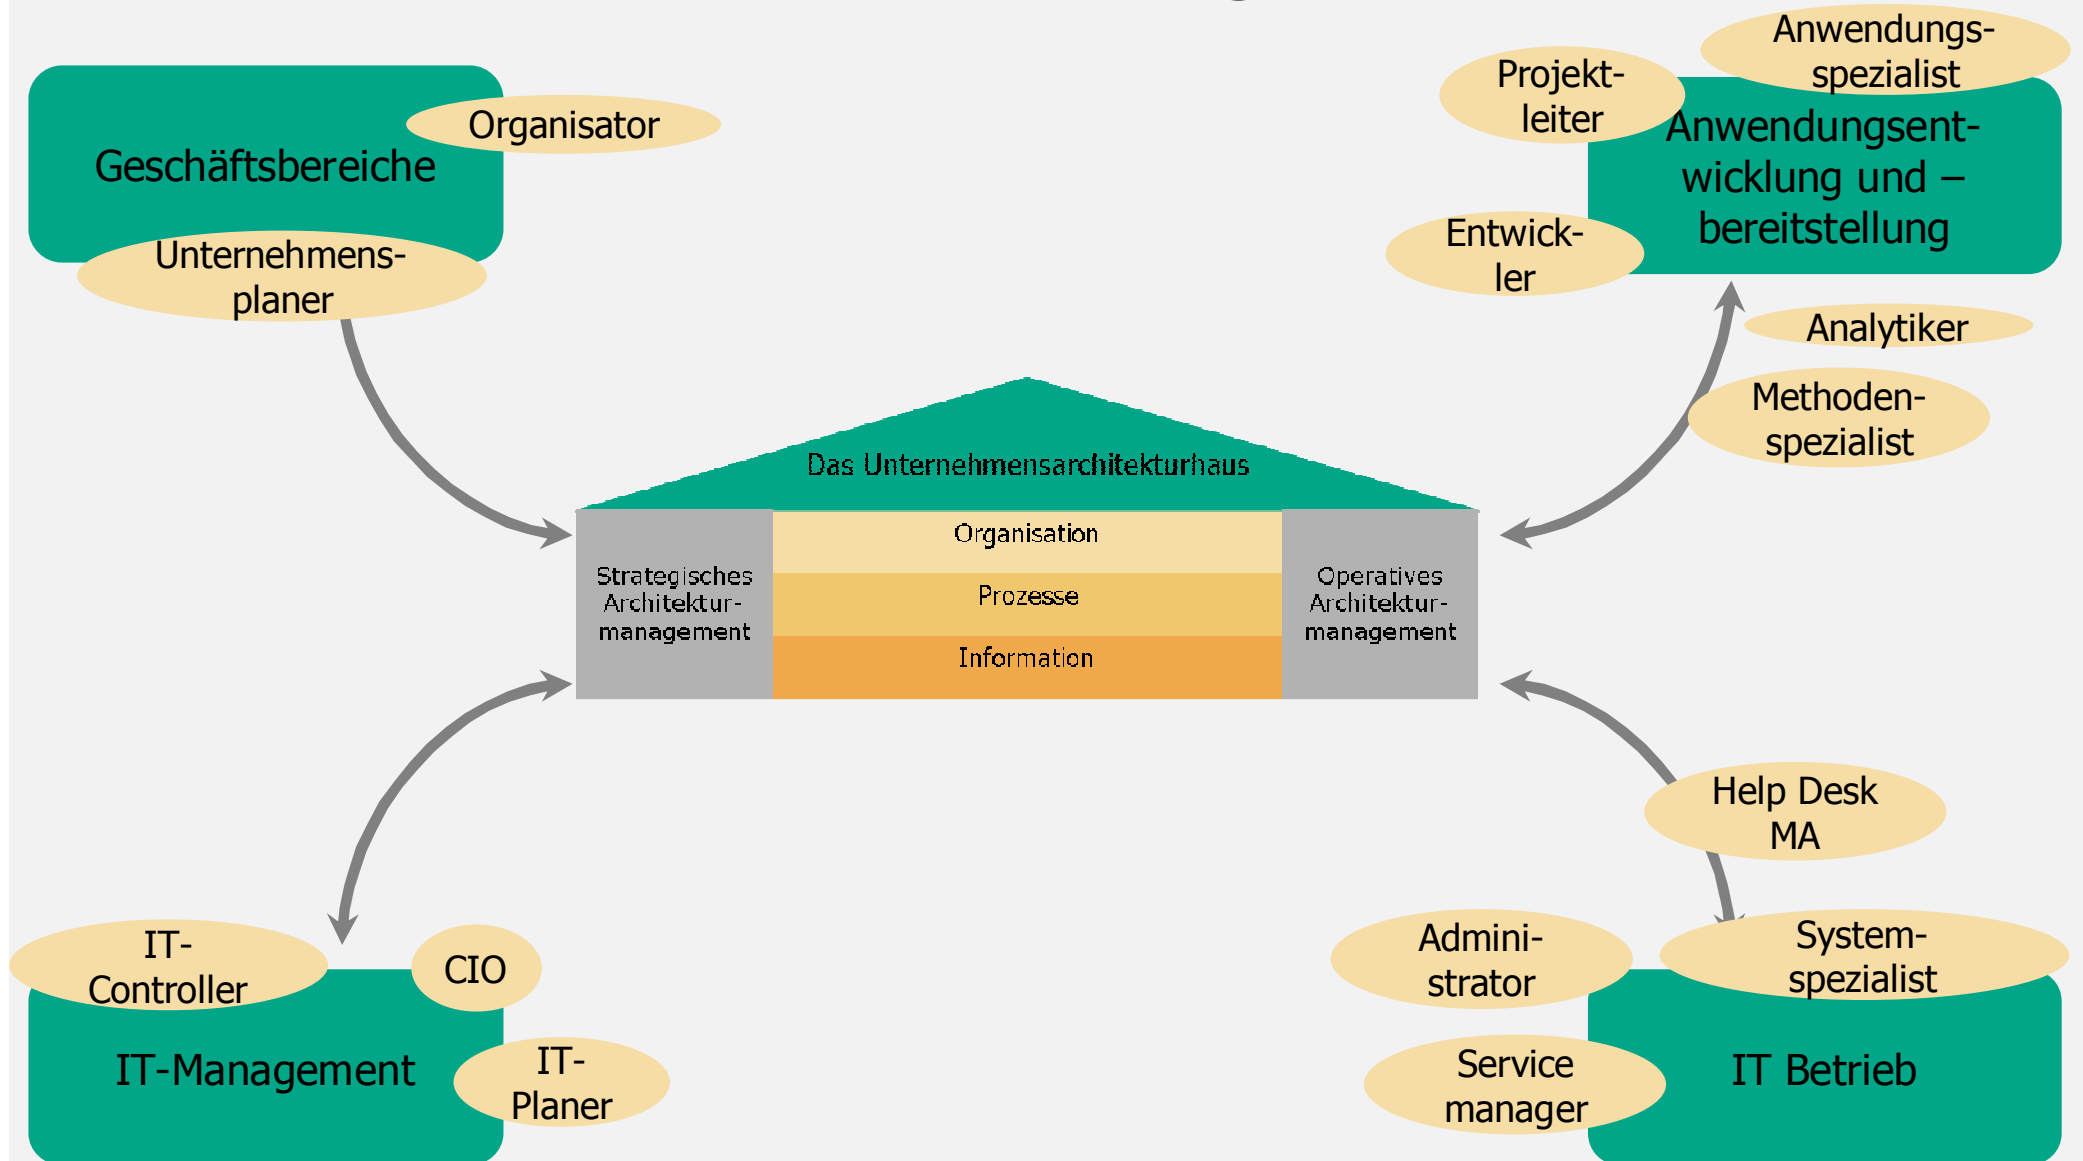 Geschäftsbereiche
Organisator
Unternehmens-
planer
Projekt-
leiter
Anwendungs-
spezialist
Anwendungsent-
wicklung und –
bereitstellung
Entwick-
ler
Analytiker
Methoden-
spezialist
Das Unternehmensarchitekturhaus
Strategisches
Architektur-
management
Organisation
Prozesse
Information
Operatives
Architektur-
management
IT-
Controller
CIO
IT-Management
IT-
Planer
Help Desk
MA
Admini-
strator
System-
spezialist
Service
manager
IT Betrieb